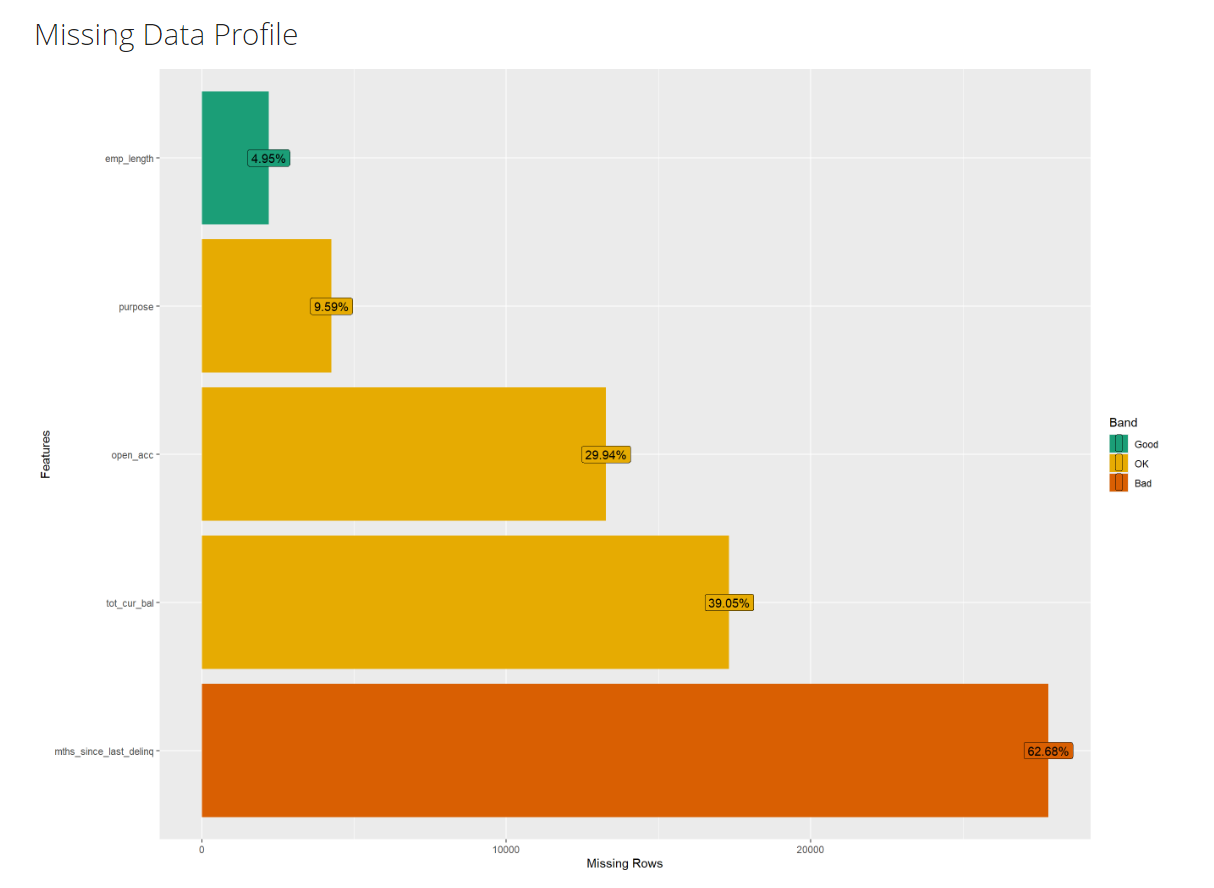 Missing Data Profile
emp_length
4.95%
purpose
9.59%
open_acc
29.94%
tot_cur_bal
39.05%
mths_since_last_delinq
62.68%
Features
0
10000
20000
Missing Rows
Band
Good
OK
Bad